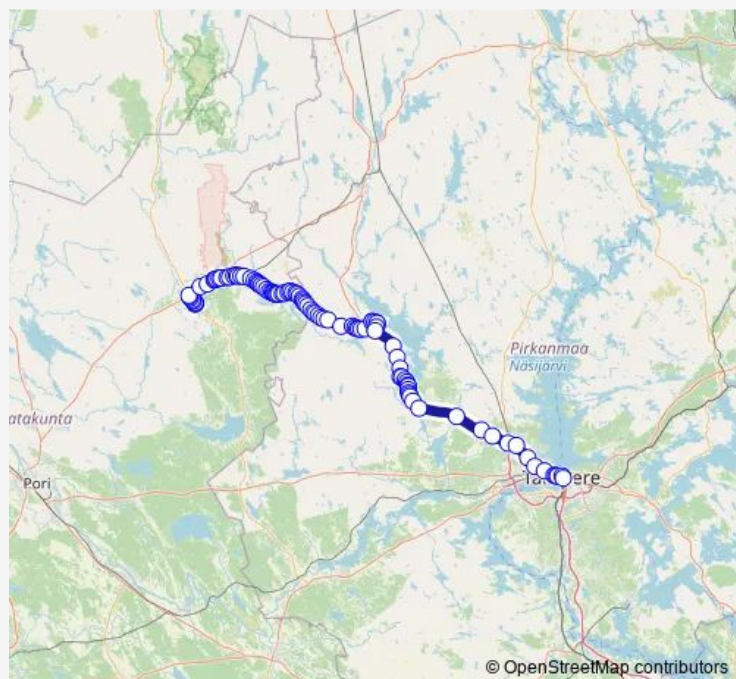 Pirkanmaa
Näsijärvi
atakunta
Pori
© OpenStreetMap contributors